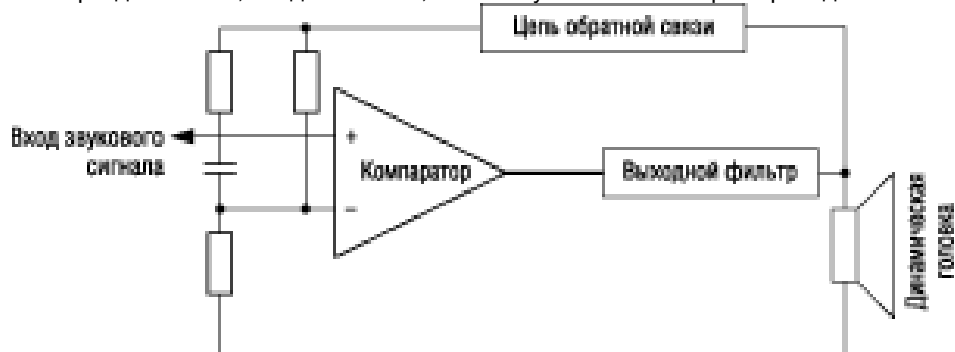 Цепь обратной связи
Вход звукового
сигнала
+
Компаратор
−
Выходной фильтр
Динамическая
головка